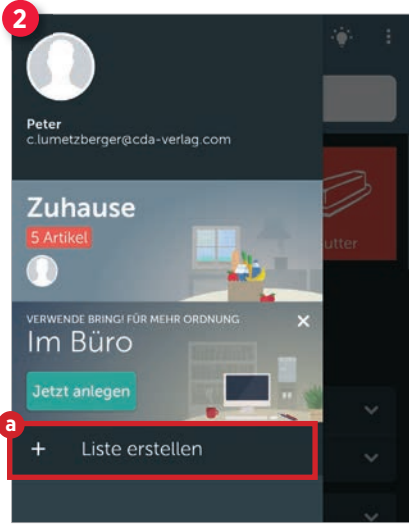 2
Peter
c.lumetzberger@cda-verlag.com
Zuhause
5 Artikel
utter
VERWENDE BRING! FÜR MEHR ORDNUNG
Im Büro
Jetzt anlegen
a
+ Liste erstellen